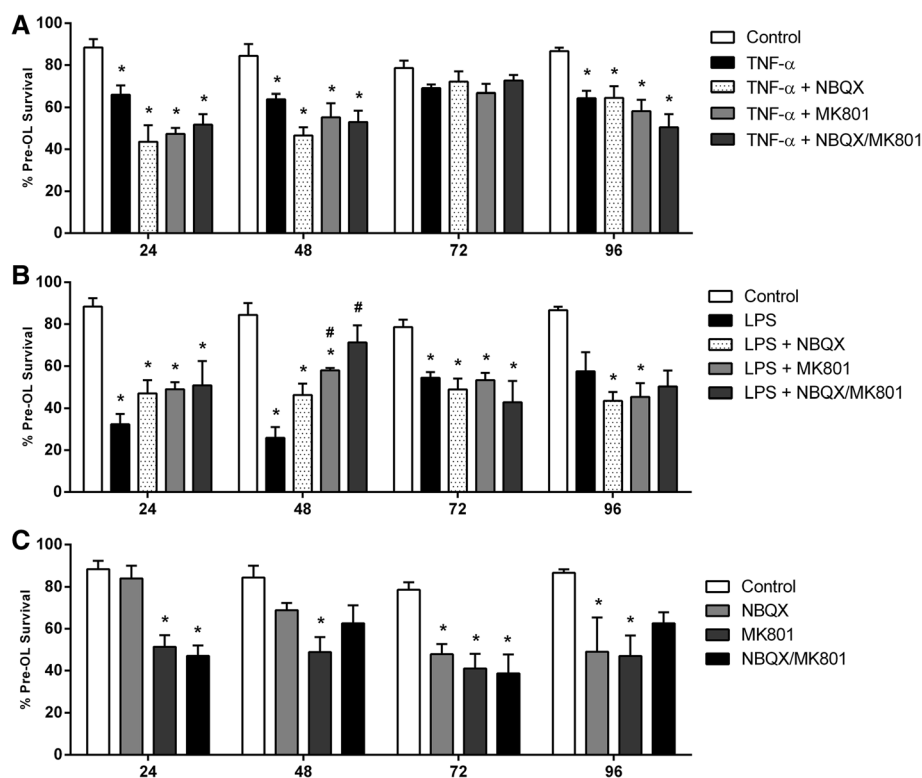 A
% Pre-OL Survival
100
80
60
40
20
0
* * * *
* * * *
* * * *
24 48 72 96
Control
TNF-α
TNF-α + NBQX
TNF-α + MK801
TNF-α + NBQX/MK801
B
% Pre-OL Survival
100
80
60
40
20
0
* * * *
# #
* * *
* * * *
* *
24 48 72 96
Control
LPS
LPS + NBQX
LPS + MK801
LPS + NBQX/MK801
C
% Pre-OL Survival
100
80
60
40
20
0
* *
*
* * *
* *
24 48 72 96
Control
NBQX
MK801
NBQX/MK801